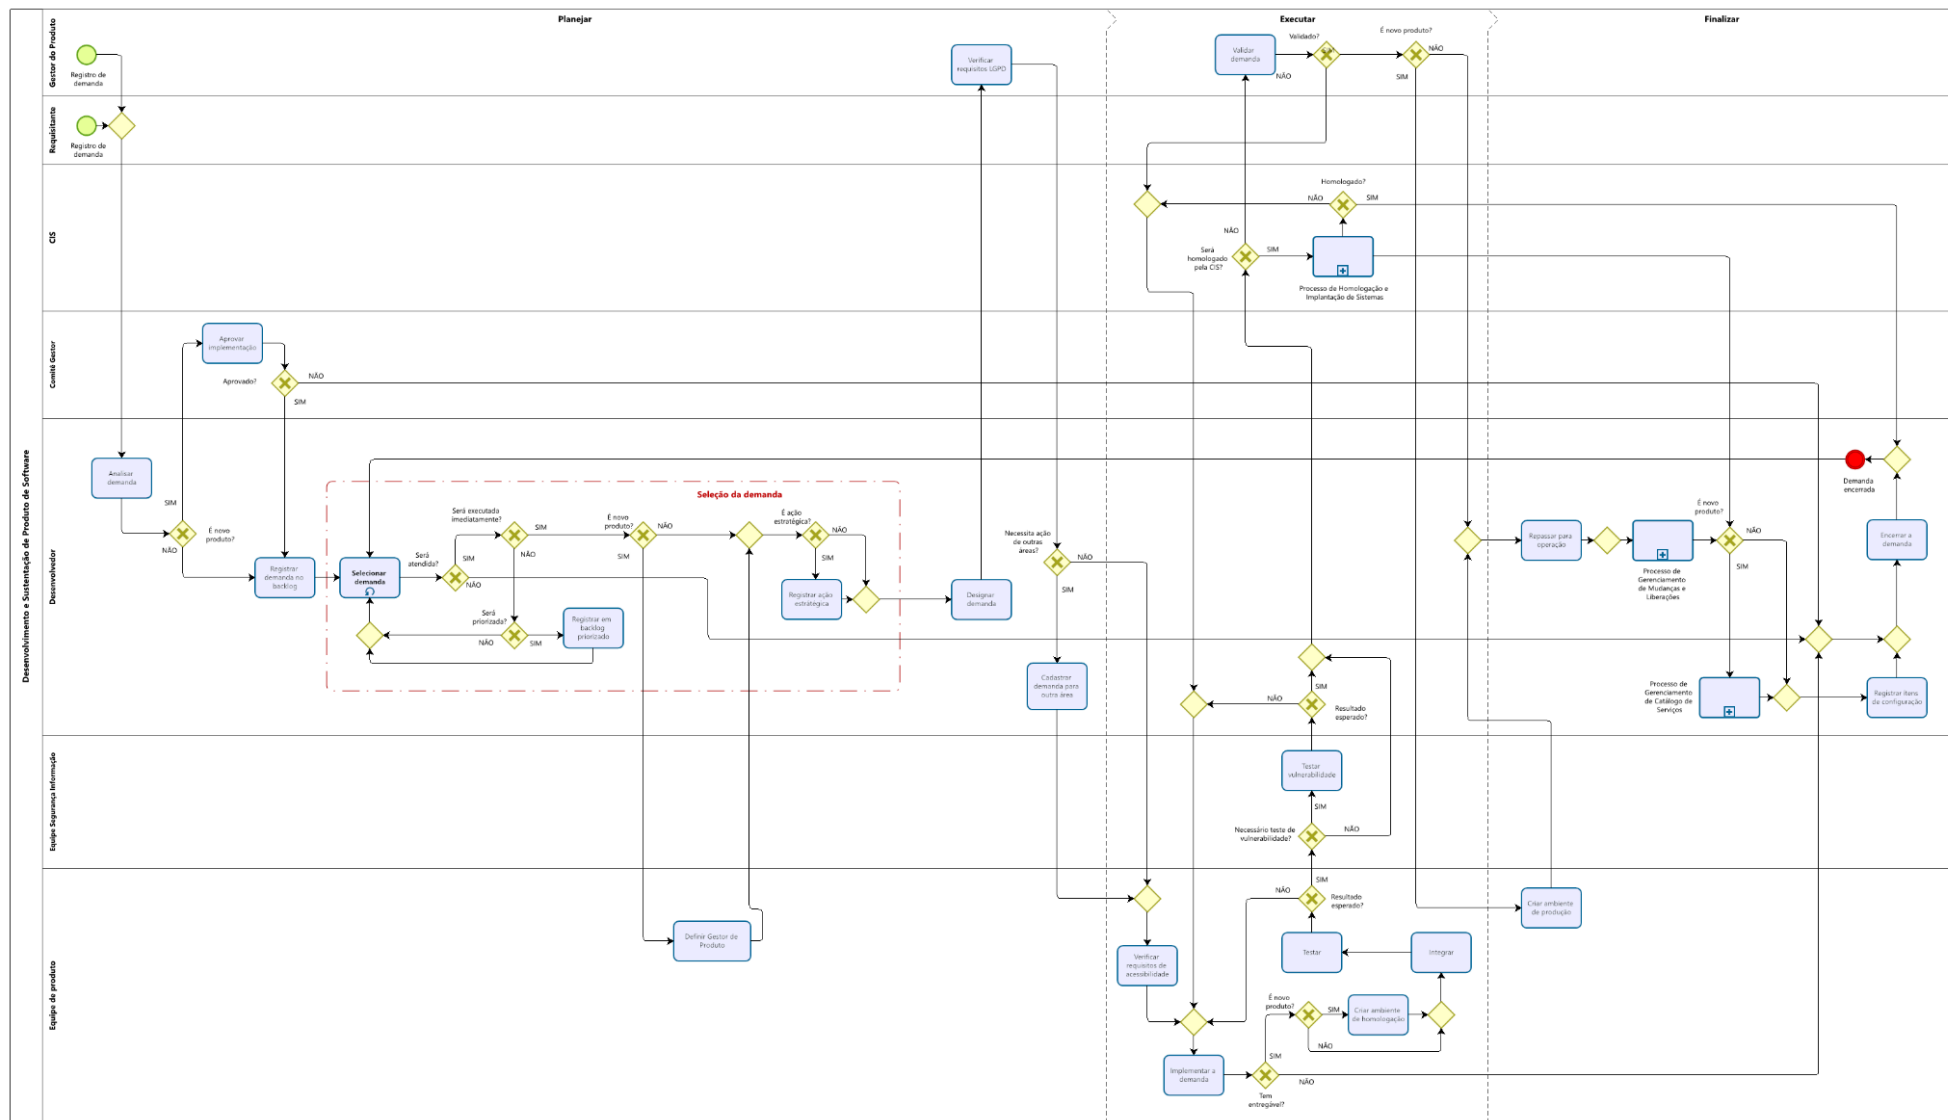 Desenvolvimento e Sustentação de Produto de Software
Planejar
Executar
Finalizar
Gestor do Produto
Registro de
demanda
Verificar
requisitos LGPD
Validar
demanda
Validado?
NÃO
É novo produto?
NÃO
SIM
Requisitante
Registro de
demanda
CIS
Homologado?
NÃO
SIM
NÃO
Será
homologado
pela CIS?
SIM
Processo de Homologação e
Implantação de Sistemas
Comitê Gestor
Aprovar
implementação
Aprovado?
NÃO
SIM
Desenvolvedor
Analisar
demanda
SIM
É novo
produto?
NÃO
Registrar
demanda no
backlog
Seleção da demanda
Selecionar
demanda
Será
atendida?
SIM
NÃO
Será executada
imediatamente?
SIM
NÃO
Será
priorizada?
NÃO
SIM
Registrar em
backlog
priorizado
É novo
produto?
NÃO
SIM
É ação
estratégica?
NÃO
SIM
Registrar ação
estratégica
Designar
demanda
Necessita ação
de outras
áreas?
NÃO
SIM
Cadastrar
demanda para
outra área
NÃO
SIM
Resultado
esperado?
Repassar para
operação
Processo de
Gerenciamento
de Mudanças e
Liberações
É novo
produto?
NÃO
SIM
Processo de
Gerenciamento
de Catálogo de
Serviços
Registrar itens
de configuração
Encerrar a
demanda
Demanda
encerrada
Equipe Segurança Informação
Testar
vulnerabilidade
SIM
Necessário teste de
vulnerabilidade?
NÃO
Equipe de produto
Definir Gestor de
Produto
Verificar
requisitos de
acessibilidade
SIM
NÃO
Resultado
esperado?
Testar
Integrar
É novo
produto?
SIM
Criar ambiente
de homologação
NÃO
Implementar a
demanda
SIM
NÃO
Tem
entregável?
Criar ambiente
de produção